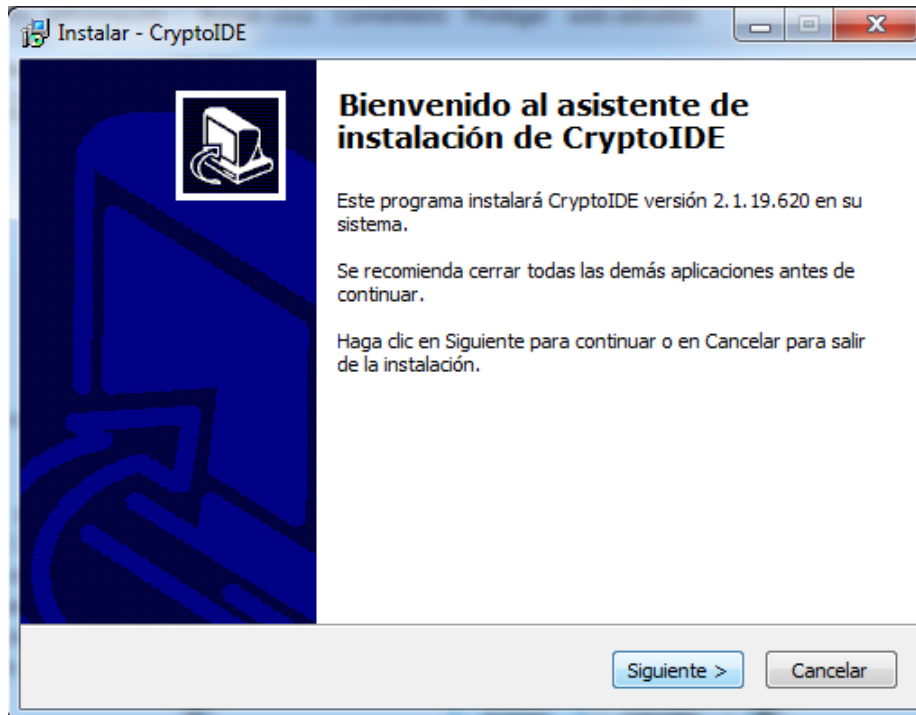 Instalar - CryptoIDE
Bienvenido al asistente de
instalación de CryptoIDE
Este programa instalará CryptoIDE versión 2.1.19.620 en su
sistema.
Se recomienda cerrar todas las demás aplicaciones antes de
continuar.
Haga clic en Siguiente para continuar o en Cancelar para salir
de la instalación.
Siguiente >
Cancelar